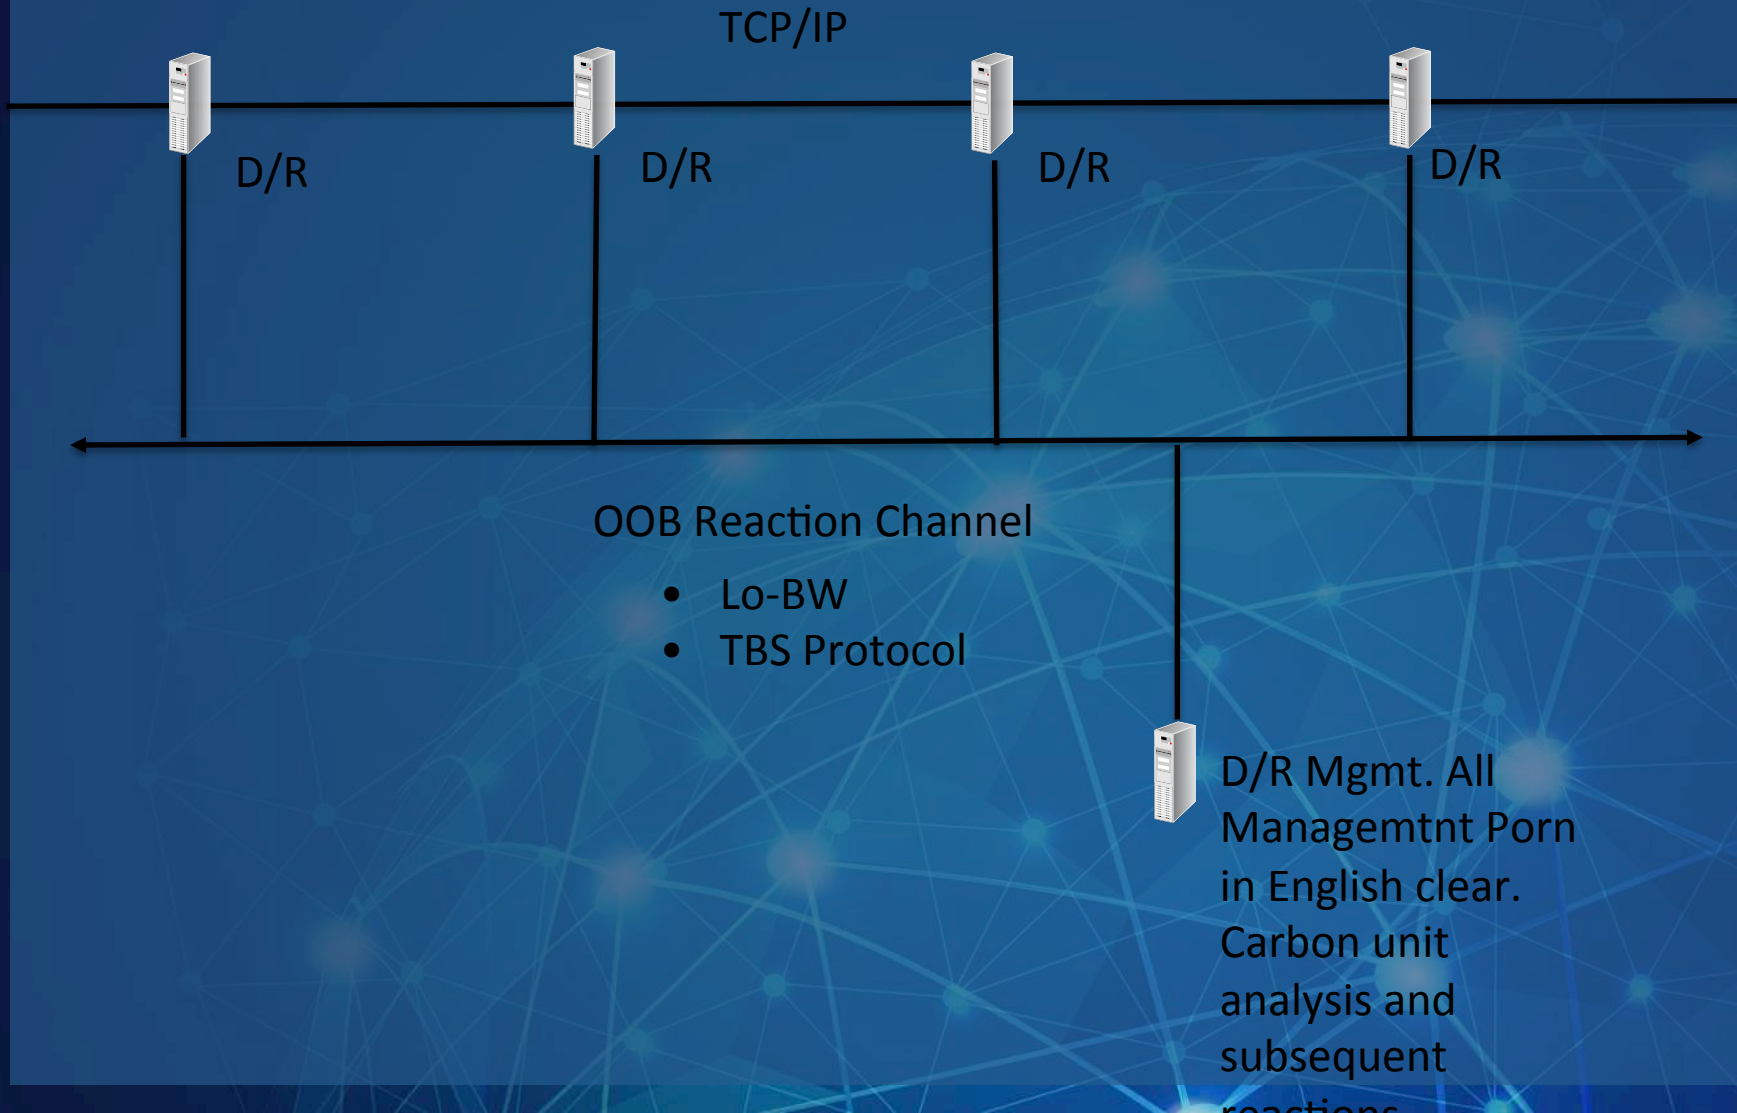 TCP/IP
D/R
D/R
D/R
D/R
OOB Reaction Channel
• Lo-BW
• TBS Protocol
D/R Mgmt. All
Managemtnt Porn
in English clear.
Carbon unit
analysis and
subsequent
reactions